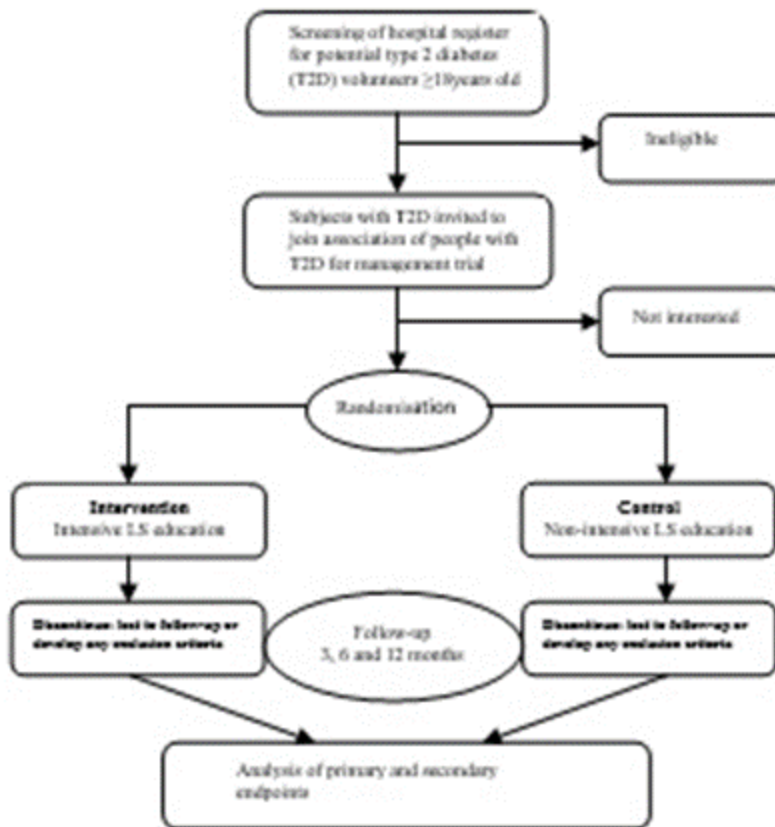 Screening of hospital register
for potential type 2 diabetes
(T2D) volunteers ≥18years old
Ineligible
Subjects with T2D invited to
join association of people with
T2D for management trial
Not interested
Randomisation
Intervention
Intensive LS education
Control
Non-intensive LS education
Discontinue: lost to follow-up or
develop any exclusion criteria
Follow-up
3, 6 and 12 months
Discontinue: lost to follow-up or
develop any exclusion criteria
Analysis of primary and secondary
endpoints